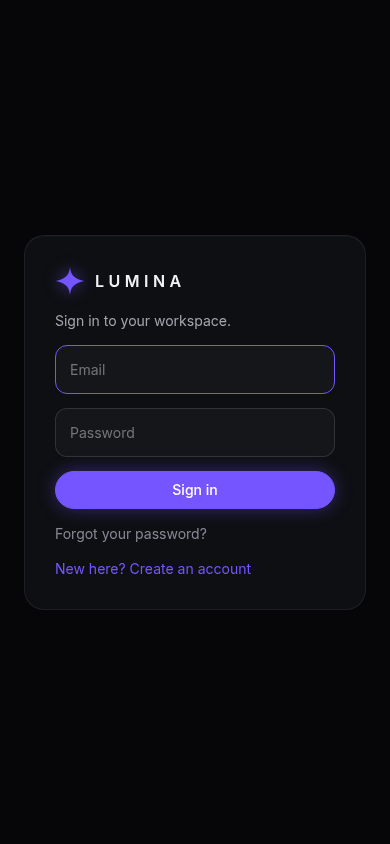 LUMINA
Sign in to your workspace.
Email
Password
Sign in
Forgot your password?
New here? Create an account